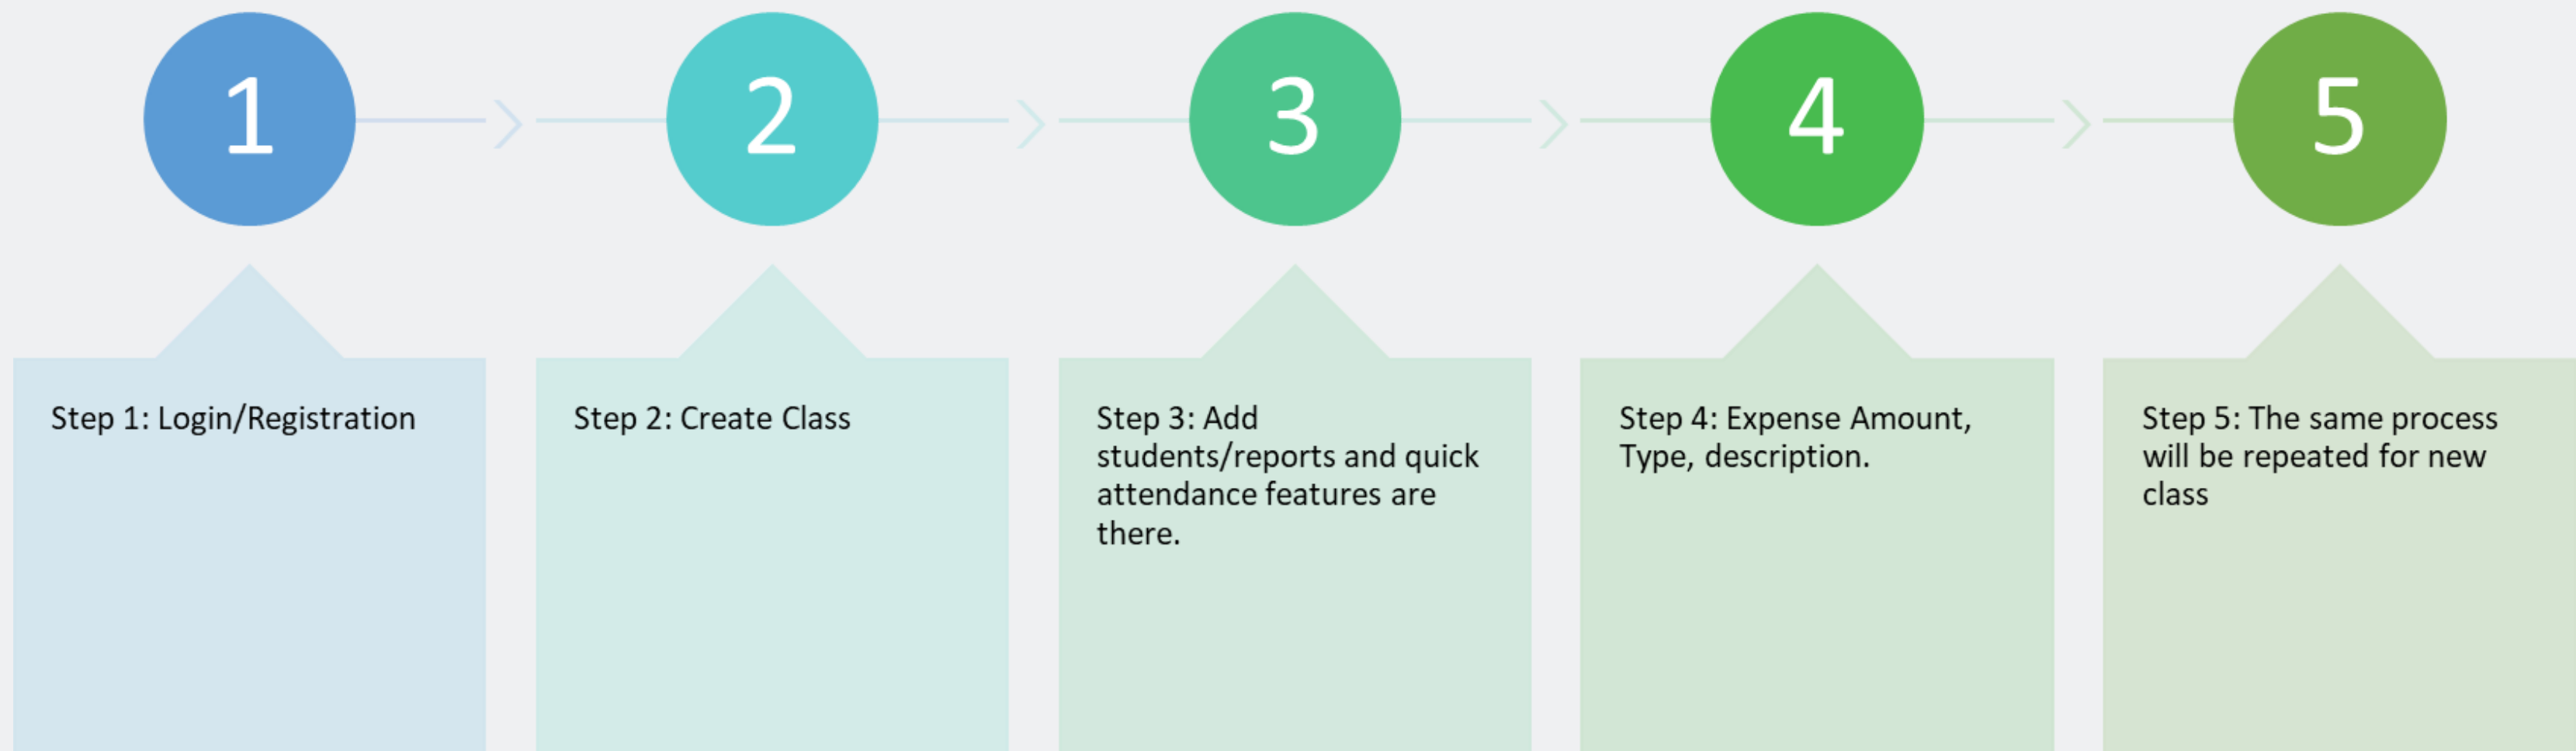 1
2
3
4
5
Step 1: Login/Registration
Step 2: Create Class
Step 3: Add
students/reports and quick
attendance features are
there.
Step 4: Expense Amount,
Type, description.
Step 5: The same process
will be repeated for new
class